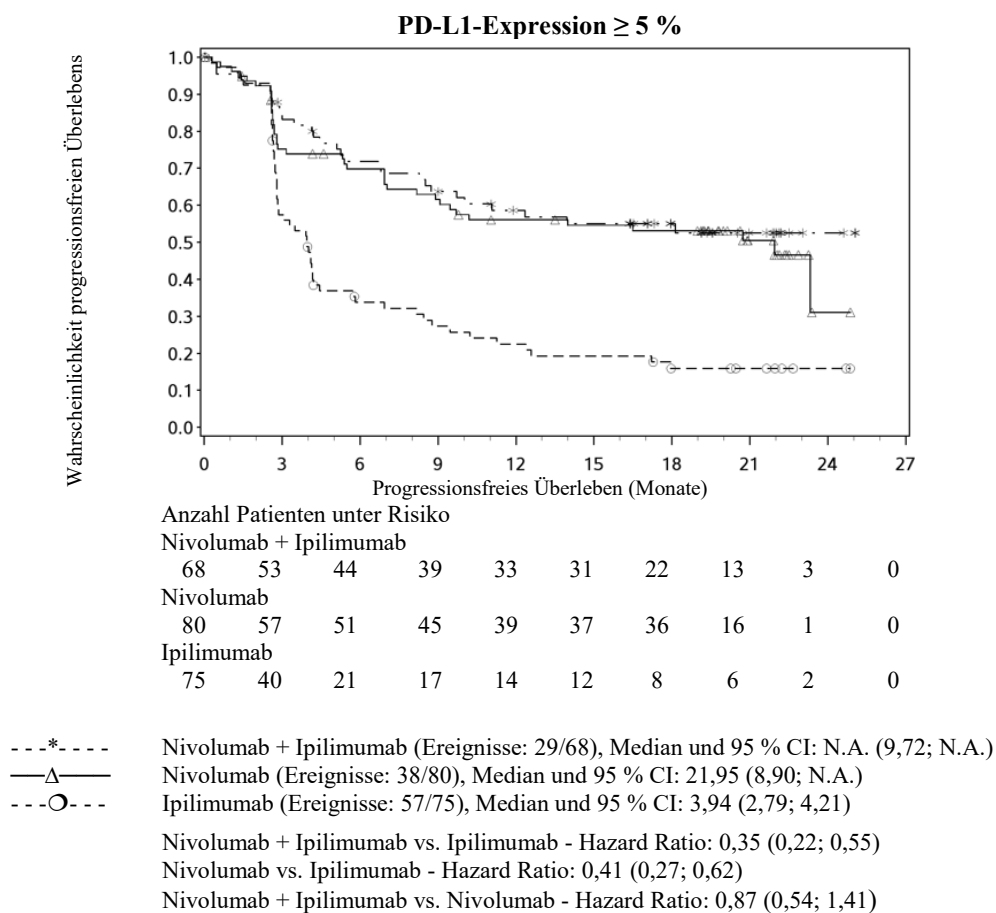 PD-L1-Expression ≥ 5 %
Wahrscheinlichkeit progressionsfreien Überlebens
1.0
0.9
0.8
0.7
0.6
0.5
0.4
0.3
0.2
0.1
0.0
0 3 6 9 12 15 18 21 24 27
Progressionsfreies Überleben (Monate)
Anzahl Patienten unter Risiko
Nivolumab + Ipilimumab
68 53 44 39 33 31 22 13 3 0
Nivolumab
80 57 51 45 39 37 36 16 1 0
Ipilimumab
75 40 21 17 14 12 8 6 2 0
- - -*- - - - Nivolumab + Ipilimumab (Ereignisse: 29/68), Median und 95 % CI: N.A. (9,72; N.A.)
——Δ—— Nivolumab (Ereignisse: 38/80), Median und 95 % CI: 21,95 (8,90; N.A.)
- - -❍- - - Ipilimumab (Ereignisse: 57/75), Median und 95 % CI: 3,94 (2,79; 4,21)
Nivolumab + Ipilimumab vs. Ipilimumab - Hazard Ratio: 0,35 (0,22; 0,55)
Nivolumab vs. Ipilimumab - Hazard Ratio: 0,41 (0,27; 0,62)
Nivolumab + Ipilimumab vs. Nivolumab - Hazard Ratio: 0,87 (0,54; 1,41)